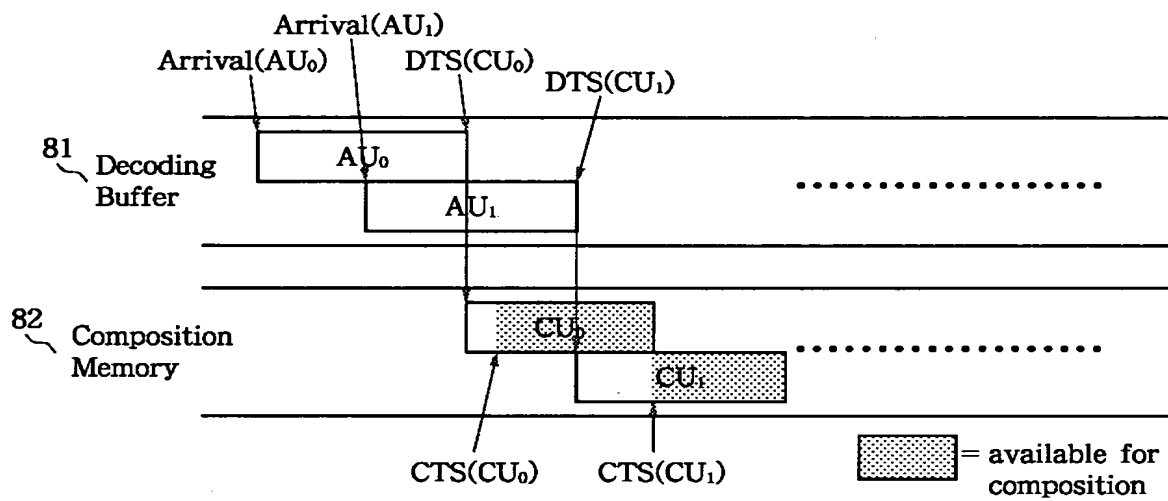 Arrival(AU₁)
Arrival(AU₀)
DTS(CU₀)
DTS(CU₁)
81
Decoding
Buffer
AU₀
AU₁
82
Composition
Memory
CU₀
CU₁
CTS(CU₀)
CTS(CU₁)
= available for
composition